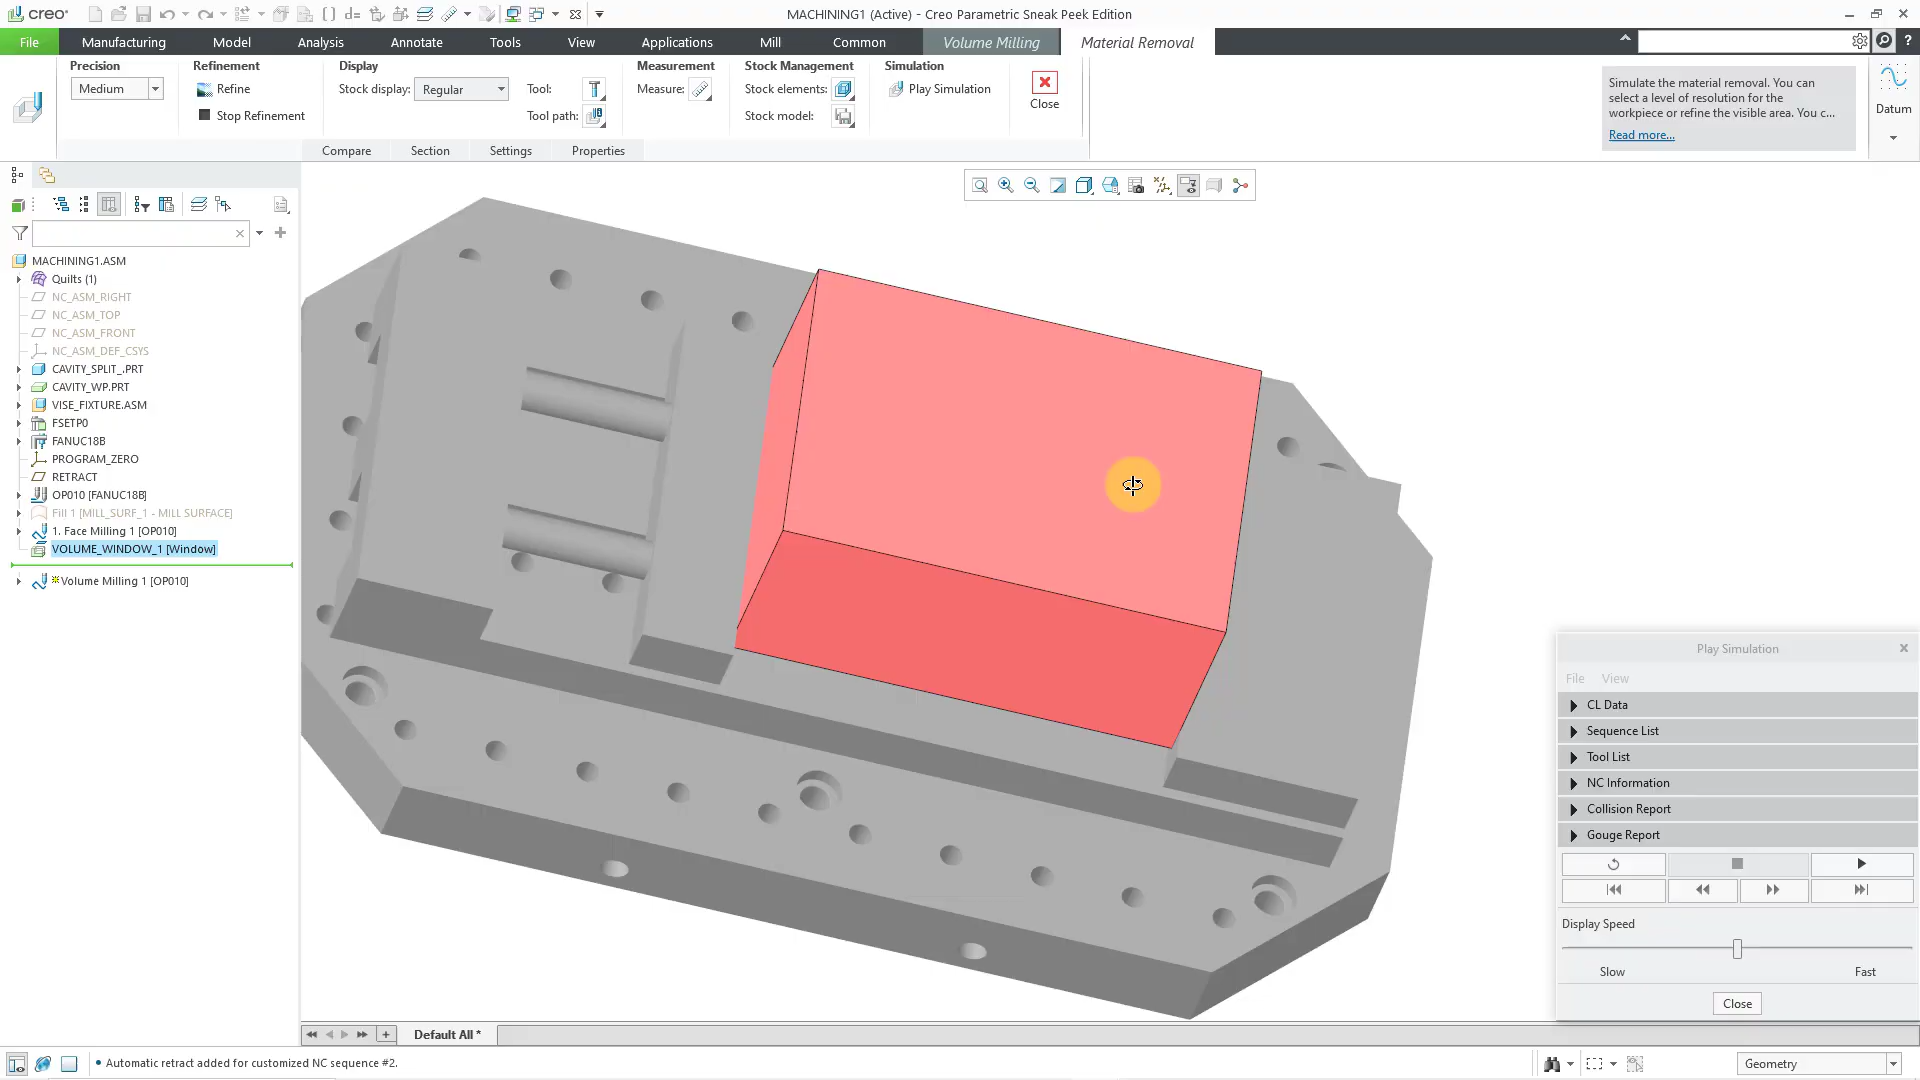 creo MACHINING1 (Active) - Creo Parametric Sneak Peek Edition
File Manufacturing Model Analysis Annotate Tools View Applications Mill Common Volume Milling Material Removal
Precision Refinement Display Measurement Stock Management Simulation
Medium Refine Stock display: Regular Tool: Measure: Stock elements: Play Simulation Close
Stop Refinement Tool path: Stock model:
Compare Section Settings Properties
Simulate the material removal. You can
select a level of resolution for the
workpiece or refine the visible area. You c...
Read more...
Datum
MACHINING1.ASM
Quilts (1)
NC_ASM_RIGHT
NC_ASM_TOP
NC_ASM_FRONT
NC_ASM_DEF_CSYS
CAVITY_SPLIT_.PRT
CAVITY_WP.PRT
VISE_FIXTURE.ASM
FSETP0
FANUC18B
PROGRAM_ZERO
RETRACT
OP010 [FANUC18B]
Fill 1 [MILL_SURF_1 - MILL SURFACE]
1. Face Milling 1 [OP010]
VOLUME_WINDOW_1 [Window]
Volume Milling 1 [OP010]
Play Simulation
File View
CL Data
Sequence List
Tool List
NC Information
Collision Report
Gouge Report
Display Speed
Slow Fast
Close
Default All *
• Automatic retract added for customized NC sequence #2.
Geometry